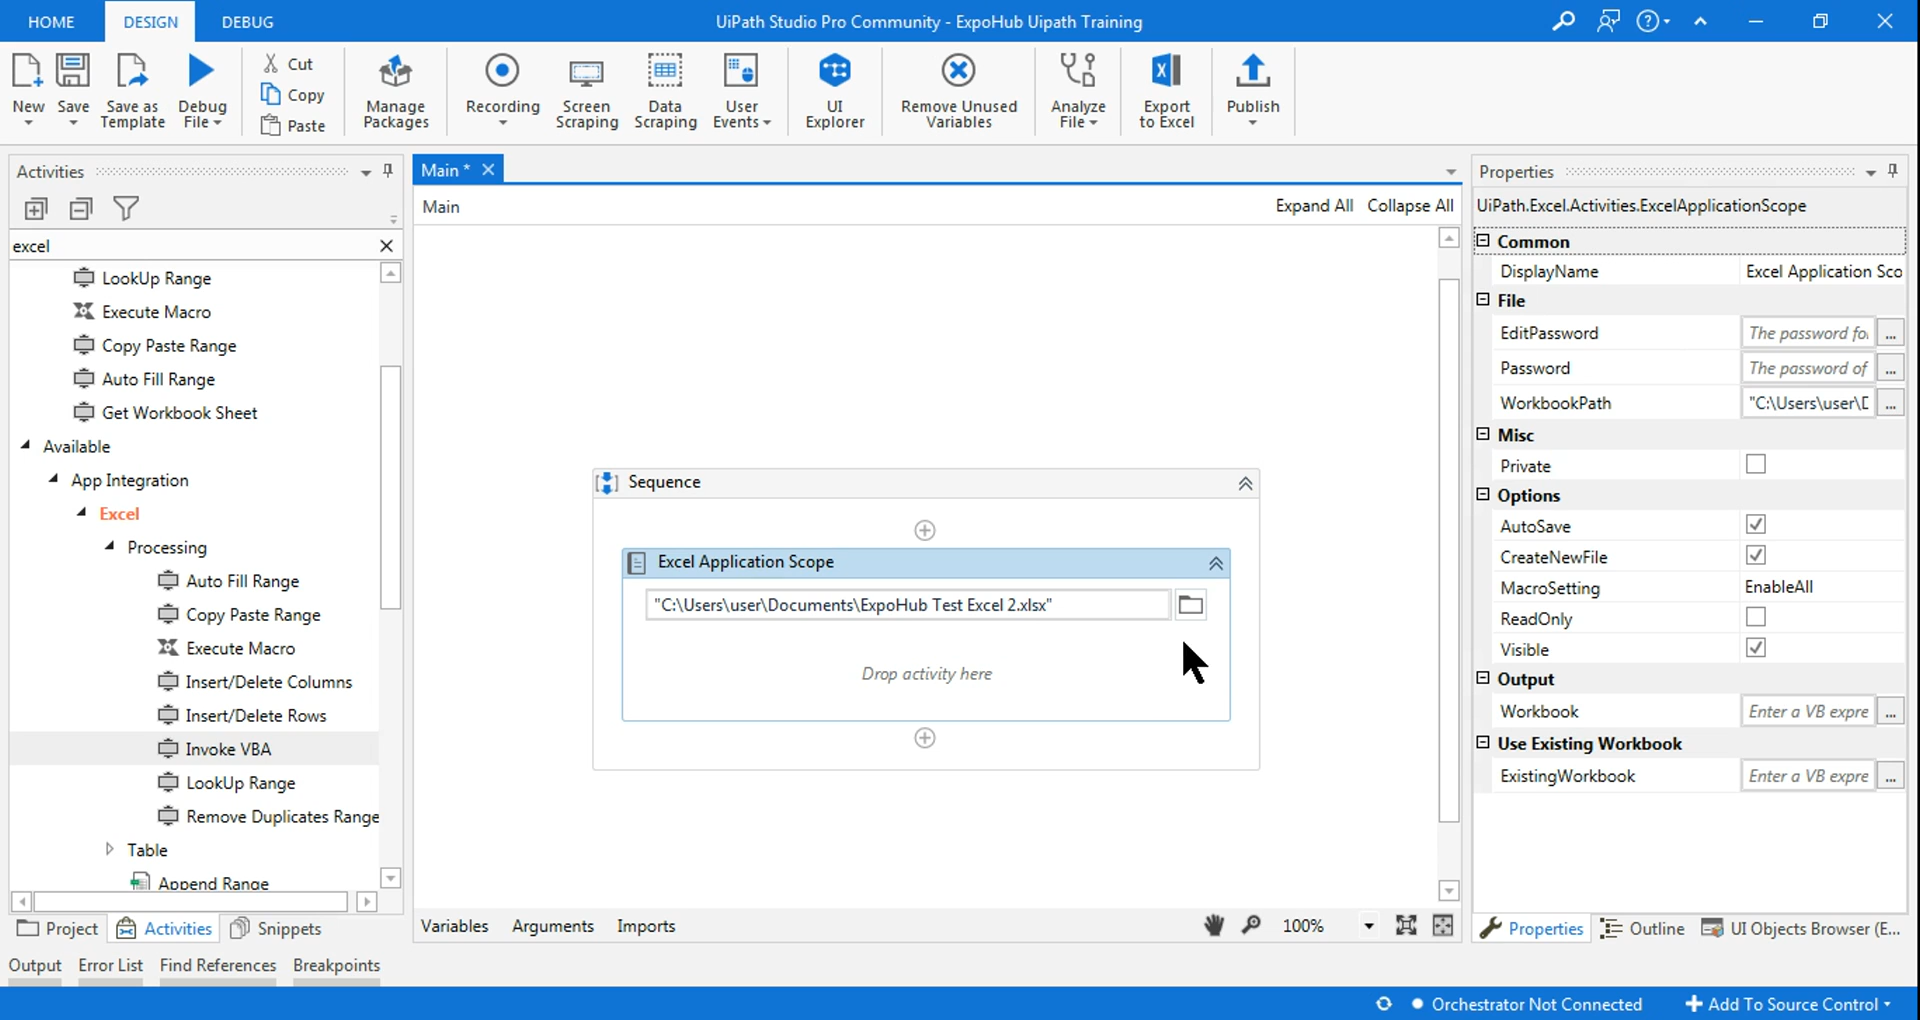 HOME DESIGN DEBUG UiPath Studio Pro Community - ExpoHub Uipath Training
New Save Save as Template Debug File Cut Copy Paste Manage Packages Recording Screen Scraping Data Scraping User Events UI Explorer Remove Unused Variables Analyze File Export to Excel Publish
Activities
excel
LookUp Range
Execute Macro
Copy Paste Range
Auto Fill Range
Get Workbook Sheet
Available
App Integration
Excel
Processing
Auto Fill Range
Copy Paste Range
Execute Macro
Insert/Delete Columns
Insert/Delete Rows
Invoke VBA
LookUp Range
Remove Duplicates Range
Table
Append Range
Project Activities Snippets
Main *
Main Expand All Collapse All
Sequence
Excel Application Scope
"C:\Users\user\Documents\ExpoHub Test Excel 2.xlsx"
Drop activity here
Variables Arguments Imports 100%
Properties
UiPath.Excel.Activities.ExcelApplicationScope
Common
DisplayName Excel Application Sco
File
EditPassword The password fo ...
Password The password of ...
WorkbookPath "C:\Users\user\D ...
Misc
Private
Options
AutoSave
CreateNewFile
MacroSetting EnableAll
ReadOnly
Visible
Output
Workbook Enter a VB expre ...
Use Existing Workbook
ExistingWorkbook Enter a VB expre ...
Properties Outline UI Objects Browser (E...
Output Error List Find References Breakpoints
Orchestrator Not Connected Add To Source Control